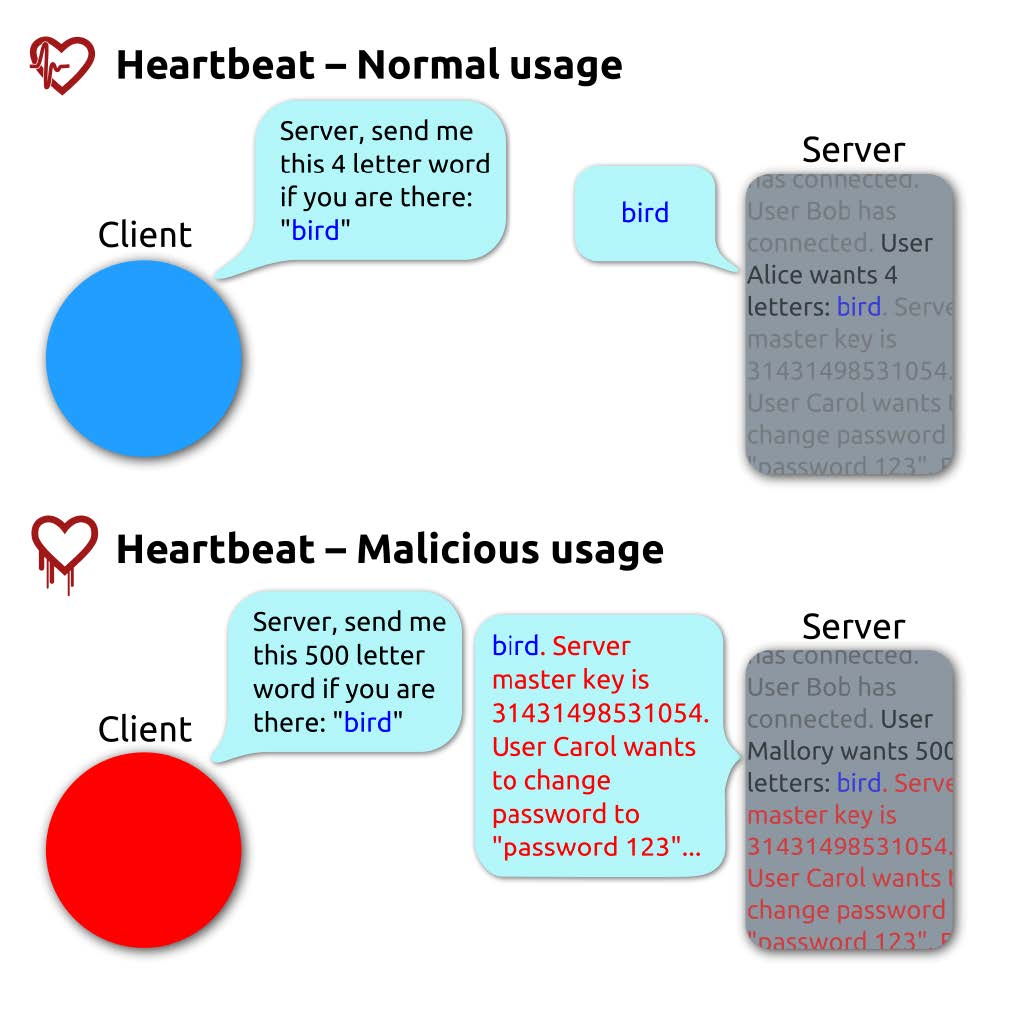 Heartbeat – Normal usage
Server, send me
this 4 letter word
if you are there:
"bird"
Client
bird
Server
has connected.
User Bob has
connected. User
Alice wants 4
letters: bird. Serve
master key is
31431498531054.
User Carol wants t
change password
"password 123".
Heartbeat – Malicious usage
Server, send me
this 500 letter
word if you are
there: "bird"
Client
bird. Server
master key is
31431498531054.
User Carol wants
to change
password to
"password 123"...
Server
has connected.
User Bob has
connected. User
Mallory wants 500
letters: bird. Serve
master key is
31431498531054.
User Carol wants t
change password
"password 123".